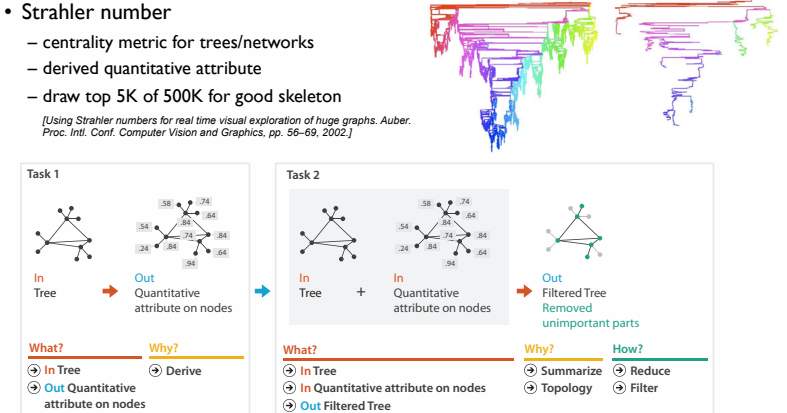 • Strahler number
– centrality metric for trees/networks
– derived quantitative attribute
– draw top 5K of 500K for good skeleton
[Using Strahler numbers for real time visual exploration of huge graphs. Auber.
Proc. Intl. Conf. Computer Vision and Graphics, pp. 56–69, 2002.]
Task 1
.58
.74
.64
.54
.84
.74
.84
.24
.84
.64
.94
In
Tree
Out
Quantitative
attribute on nodes
What?
In Tree
Out Quantitative
attribute on nodes
Why?
Derive
Task 2
.58
.74
.64
.54
.84
.74
.84
.24
.84
.64
.94
In
Tree
+
In
Quantitative
attribute on nodes
Out
Filtered Tree
Removed
unimportant parts
What?
In Tree
In Quantitative attribute on nodes
Out Filtered Tree
Why?
Summarize
Topology
How?
Reduce
Filter